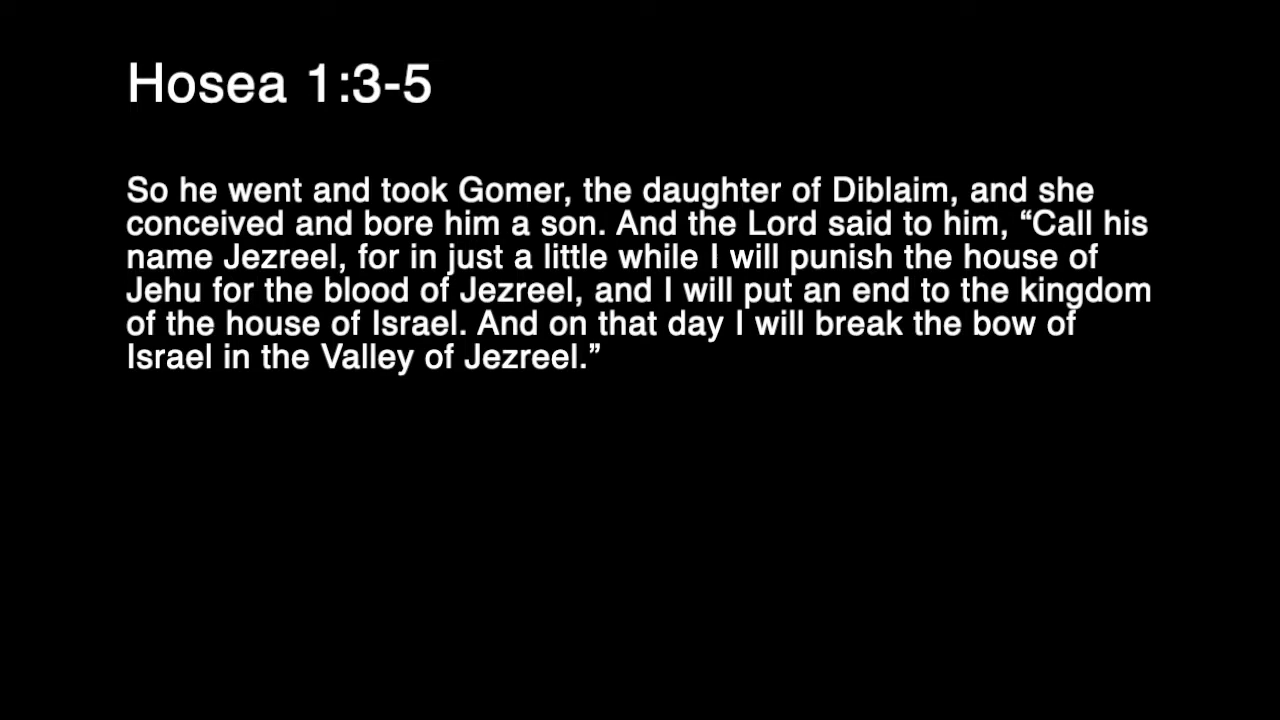 Hosea 1:3-5
So he went and took Gomer, the daughter of Diblaim, and she
conceived and bore him a son. And the Lord said to him, “Call his
name Jezreel, for in just a little while I will punish the house of
Jehu for the blood of Jezreel, and I will put an end to the kingdom
of the house of Israel. And on that day I will break the bow of
Israel in the Valley of Jezreel.”